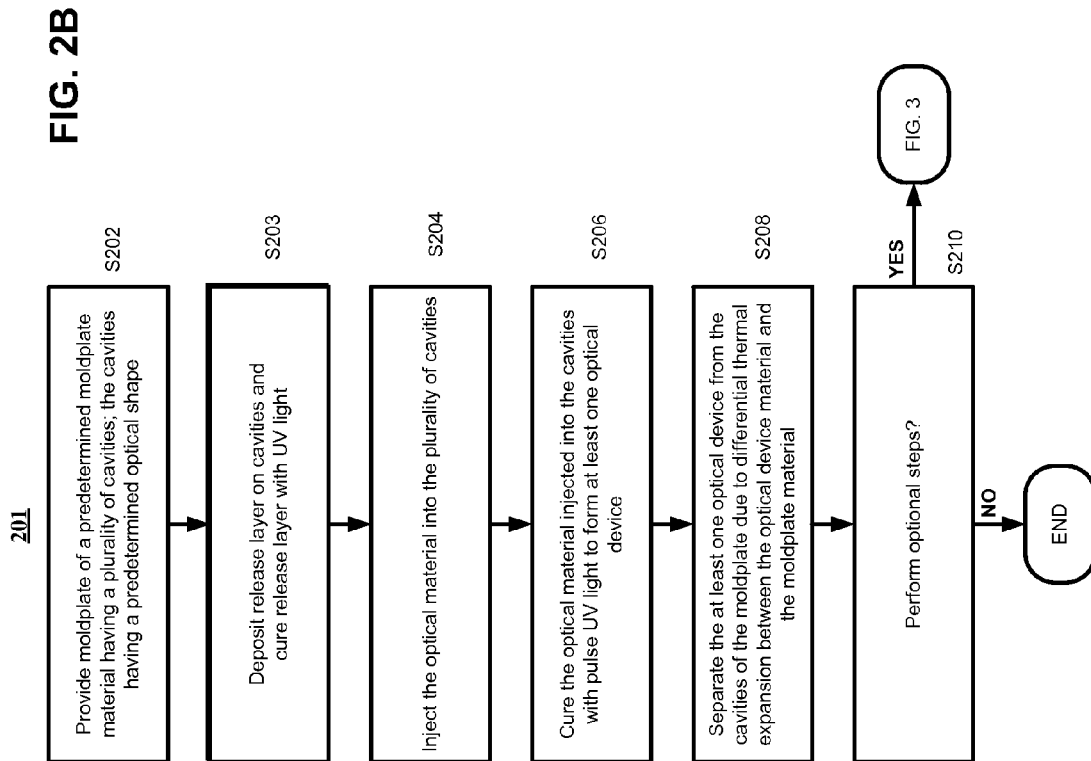 FIG. 2B
201
Provide moldplate of a predetermined moldplate
material having a plurality of cavities; the cavities
having a predetermined optical shape
S202
Deposit release layer on cavities and
cure release layer with UV light
S203
Inject the optical material into the plurality of cavities
S204
Cure the optical material injected into the cavities
with pulse UV light to form at least one optical
device
S206
Separate the at least one optical device from the
cavities of the moldplate due to differential thermal
expansion between the optical device material and
the moldplate material
S208
Perform optional steps?
S210
YES
FIG. 3
NO
END